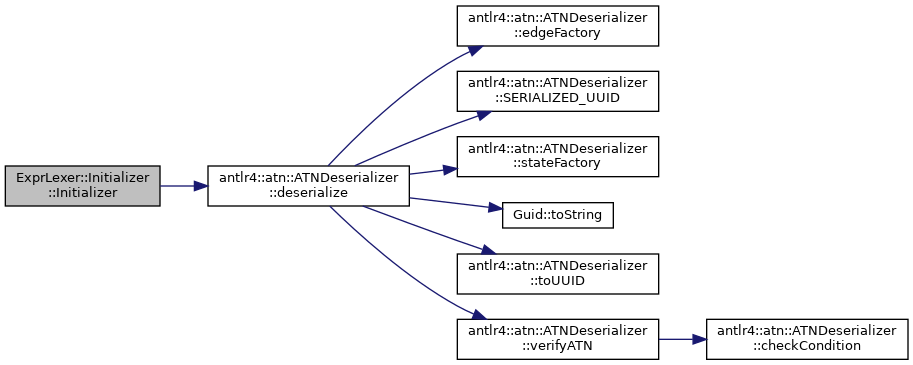 ExprLexer::Initializer
::Initializer
antlr4::atn::ATNDeserializer
::deserialize
antlr4::atn::ATNDeserializer
::edgeFactory
antlr4::atn::ATNDeserializer
::SERIALIZED_UUID
antlr4::atn::ATNDeserializer
::stateFactory
Guid::toString
antlr4::atn::ATNDeserializer
::toUUID
antlr4::atn::ATNDeserializer
::verifyATN
antlr4::atn::ATNDeserializer
::checkCondition